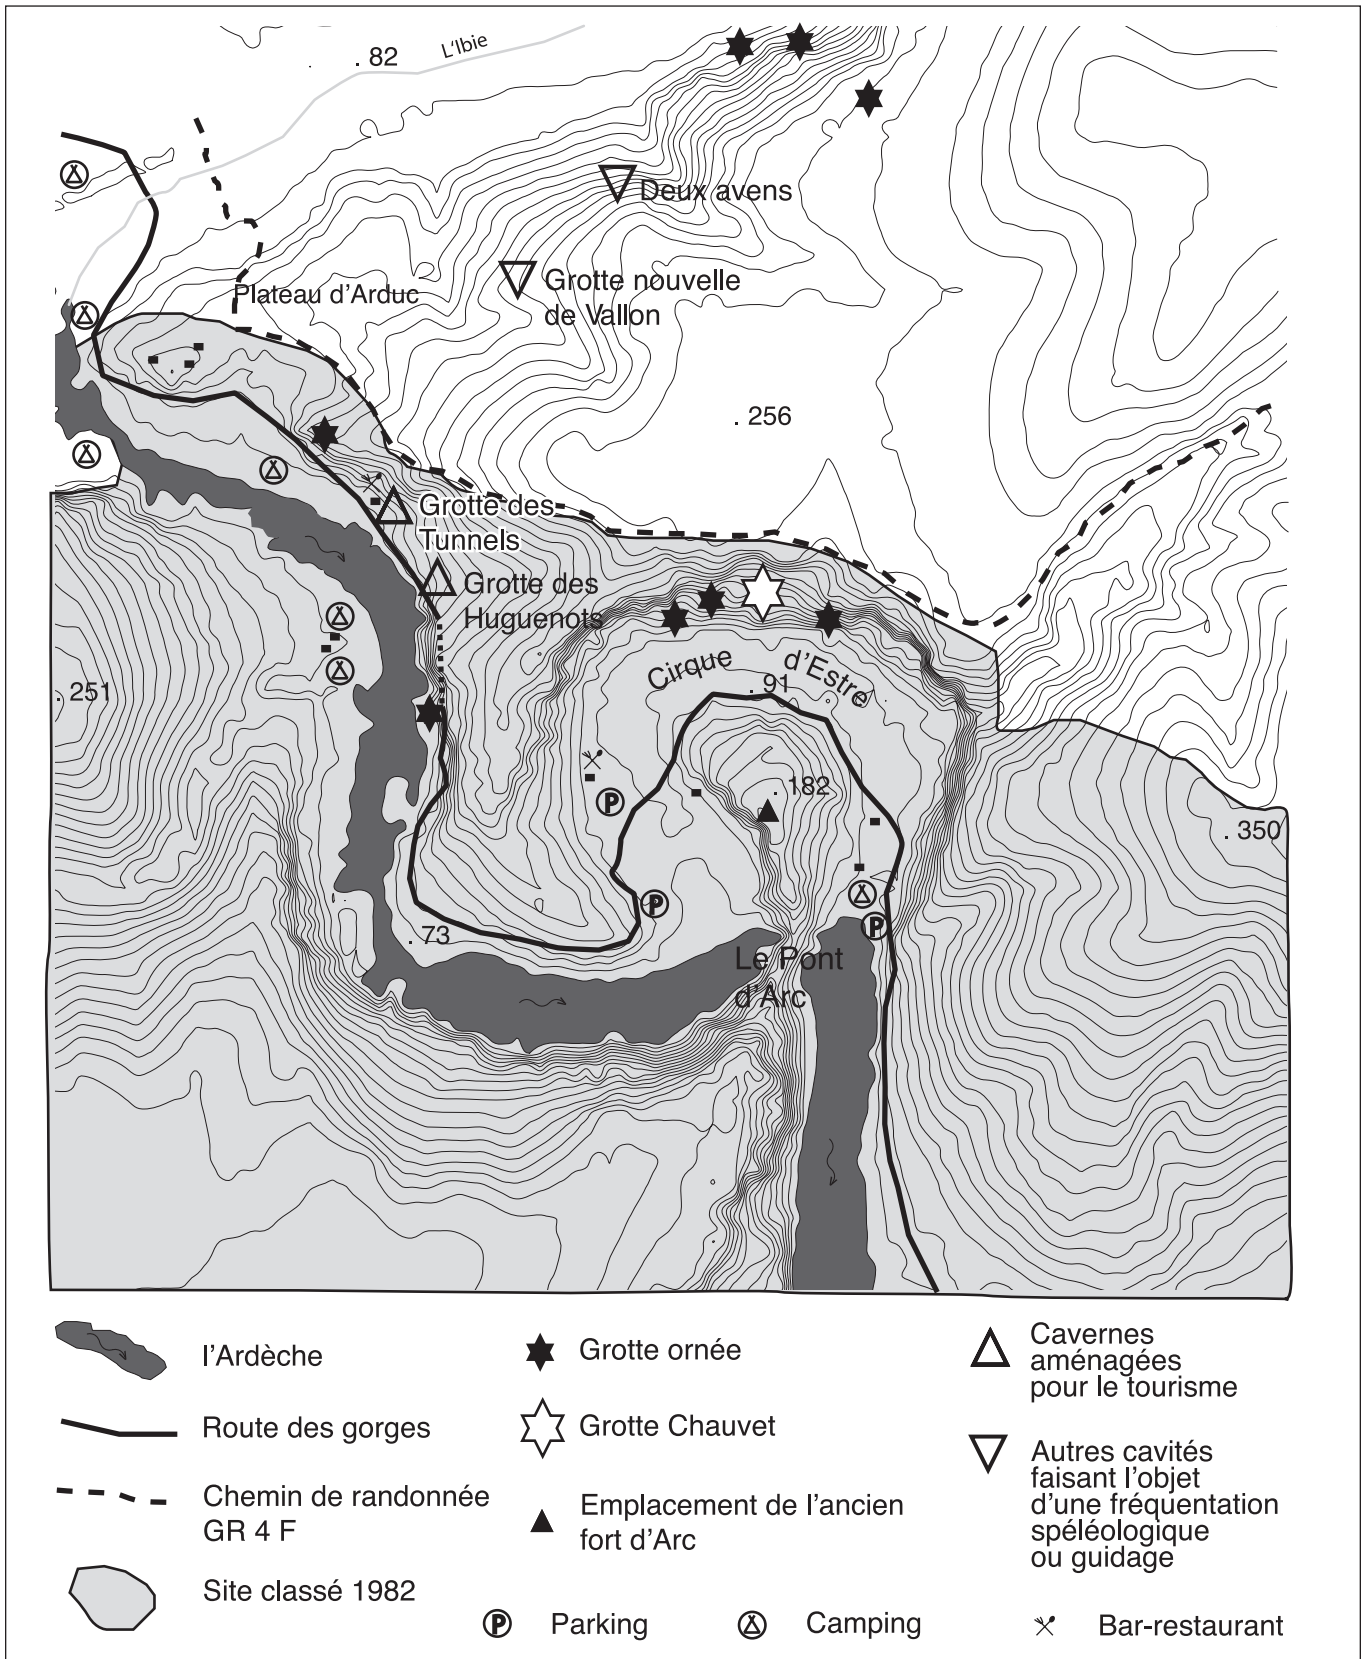 L'Ibie
. 82
Deux avens
Plateau d'Arduc
Grotte nouvelle
de Vallon
. 256
Grotte des
Tunnels
Grotte des
Huguenots
Cirque d'Estre
. 91
. 251
. 182
. 350
P
P
P
. 73
Le Pont
d'Arc
l'Ardèche
Route des gorges
Chemin de randonnée
GR 4 F
Site classé 1982
Grotte ornée
Grotte Chauvet
Emplacement de l'ancien
fort d'Arc
Cavernes
aménagées
pour le tourisme
Autres cavités
faisant l'objet
d'une fréquentation
spéléologique
ou guidage
P Parking
Camping
Bar-restaurant